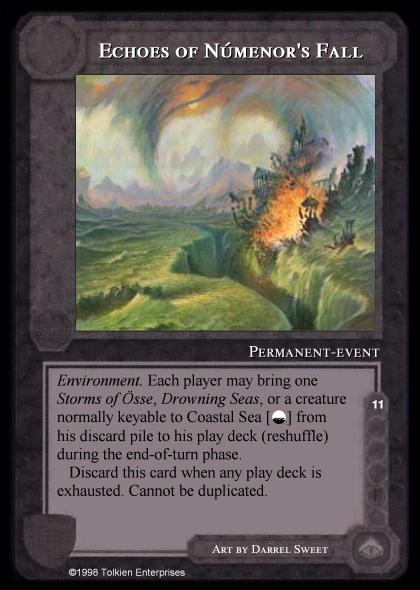 Echoes of Númenor's Fall
Permanent-event
Environment. Each player may bring one
Storms of Össe, Drowning Seas, or a creature
normally keyable to Coastal Sea [] from
his discard pile to his play deck (reshuffle)
during the end-of-turn phase.
Discard this card when any play deck is
exhausted. Cannot be duplicated.
11
Art by Darrel Sweet
©1998 Tolkien Enterprises